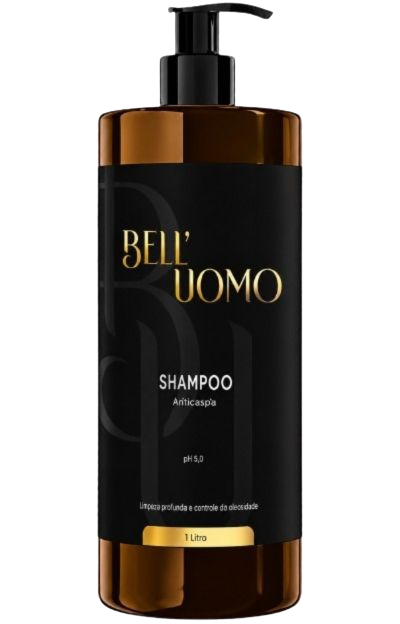 BELL'
UOMO
SHAMPOO
Anticaspa
pH 5,0
Limpeza profunda e controle da oleosidade
1 Litro